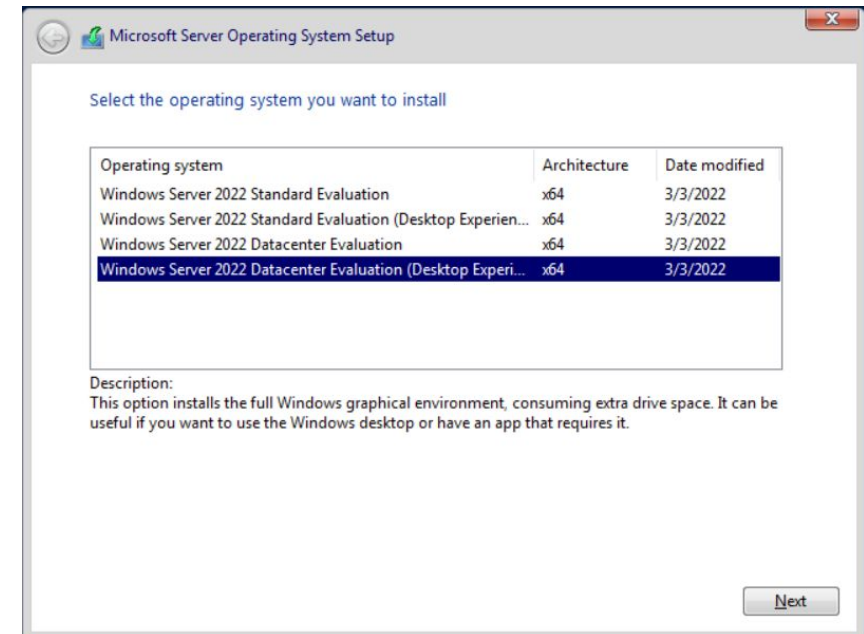 Microsoft Server Operating System Setup
Select the operating system you want to install
Operating system Architecture Date modified
Windows Server 2022 Standard Evaluation x64 3/3/2022
Windows Server 2022 Standard Evaluation (Desktop Experien... x64 3/3/2022
Windows Server 2022 Datacenter Evaluation x64 3/3/2022
Windows Server 2022 Datacenter Evaluation (Desktop Experi... x64 3/3/2022
Description:
This option installs the full Windows graphical environment, consuming extra drive space. It can be
useful if you want to use the Windows desktop or have an app that requires it.
Next